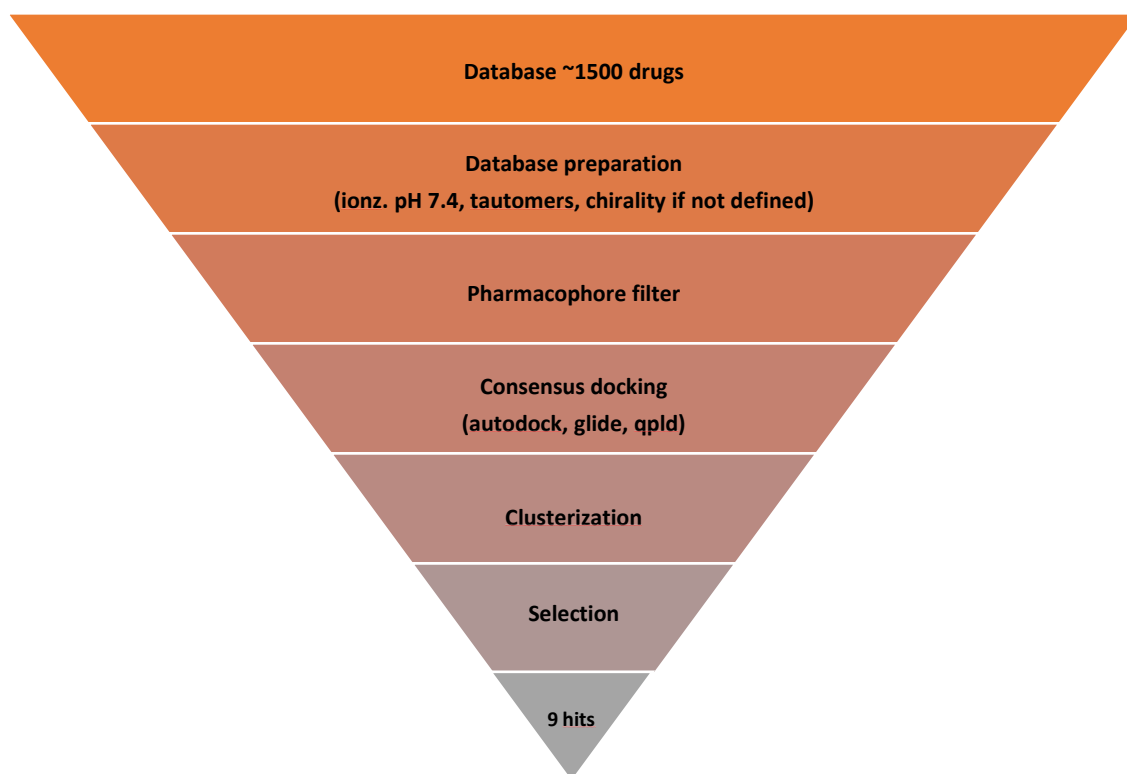 Database ~1500 drugs
Database preparation
(ionz. pH 7.4, tautomers, chirality if not defined)
Pharmacophore filter
Consensus docking
(autodock, glide, qpld)
Clusterization
Selection
9 hits